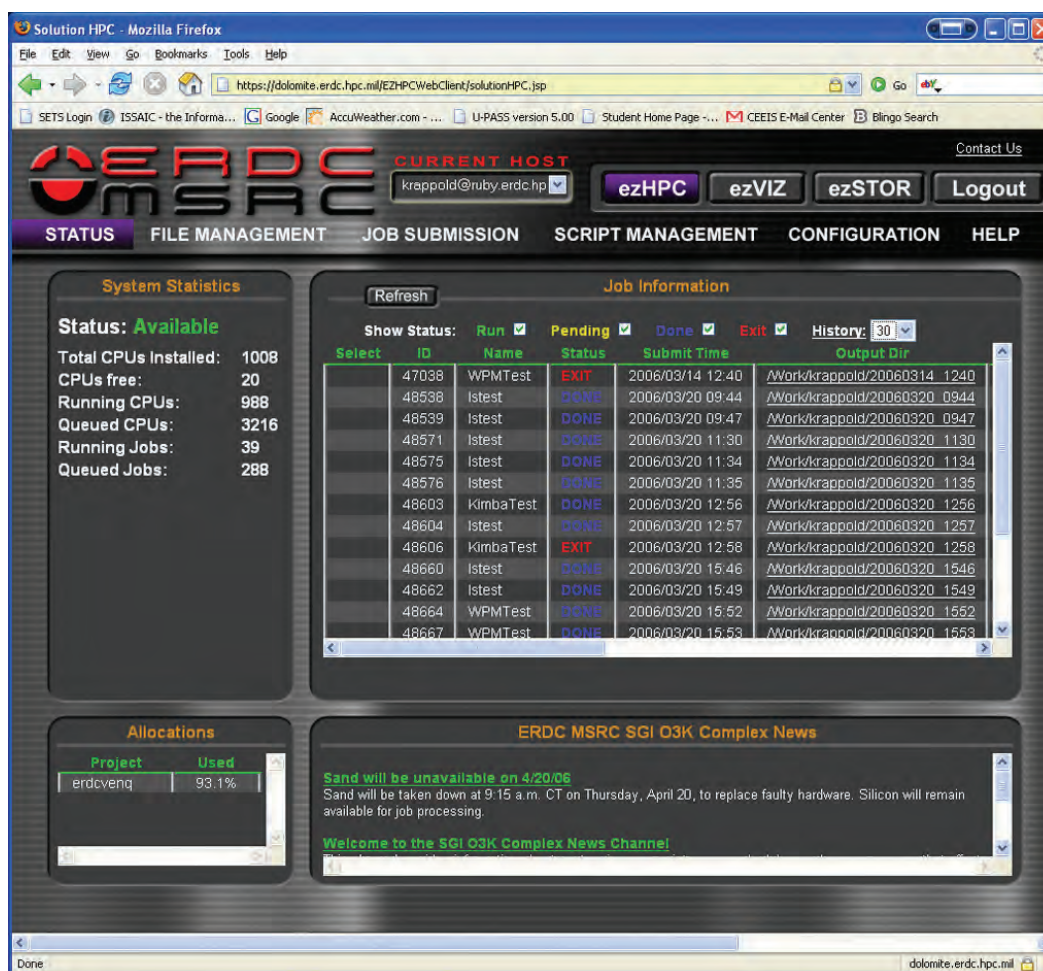 Solution HPC - Mozilla Firefox
File Edit View Go Bookmarks Tools Help
https://dolomite.erdc.hpc.mil/EZHPCWebClient/solutionHPC.jsp
Go
SETS Login ISSAIC - the Informa... Google AccuWeather.com - ... U-PASS version 5.00 Student Home Page -... CEEIS E-Mail Center Blingo Search
Contact Us
ERDC
MSRC
CURRENT HOST
krappold@ruby.erdc.hp
ezHPC ezVIZ ezSTOR Logout
STATUS FILE MANAGEMENT JOB SUBMISSION SCRIPT MANAGEMENT CONFIGURATION HELP
System Statistics
Status: Available
Total CPUs Installed: 1008
CPUs free: 20
Running CPUs: 988
Queued CPUs: 3216
Running Jobs: 39
Queued Jobs: 288
Job Information
Refresh
Show Status: Run Pending Done Exit History: 30
Select ID Name Status Submit Time Output Dir
47038 WPMTest EXIT 2006/03/14 12:40 /Work/krappold/20060314_1240
48538 lstest DONE 2006/03/20 09:44 /Work/krappold/20060320_0944
48539 lstest DONE 2006/03/20 09:47 /Work/krappold/20060320_0947
48571 lstest DONE 2006/03/20 11:30 /Work/krappold/20060320_1130
48575 lstest DONE 2006/03/20 11:34 /Work/krappold/20060320_1134
48576 lstest DONE 2006/03/20 11:35 /Work/krappold/20060320_1135
48603 KimbaTest DONE 2006/03/20 12:56 /Work/krappold/20060320_1256
48604 lstest DONE 2006/03/20 12:57 /Work/krappold/20060320_1257
48606 KimbaTest EXIT 2006/03/20 12:58 /Work/krappold/20060320_1258
48660 lstest DONE 2006/03/20 15:46 /Work/krappold/20060320_1546
48662 lstest DONE 2006/03/20 15:49 /Work/krappold/20060320_1549
48664 WPMTest DONE 2006/03/20 15:52 /Work/krappold/20060320_1552
48667 WPMTest DONE 2006/03/20 15:53 /Work/krappold/20060320_1553
Allocations
Project Used
erdcvenq 93.1%
ERDC MSRC SGI O3K Complex News
Sand will be unavailable on 4/20/06
Sand will be taken down at 9:15 a.m. CT on Thursday, April 20, to replace faulty hardware. Silicon will remain
available for job processing.
Welcome to the SGI O3K Complex News Channel
Done dolomite.erdc.hpc.mil